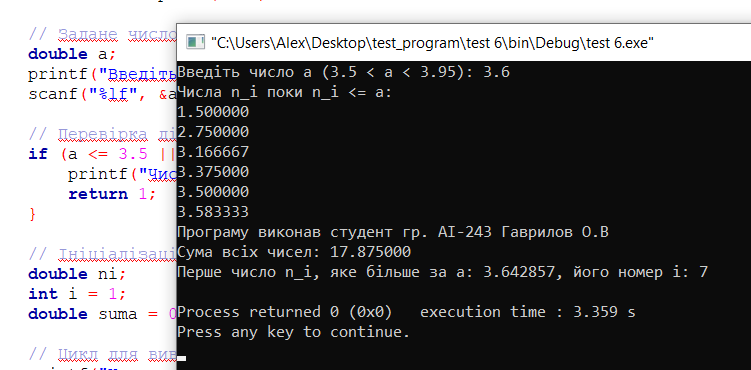 // Задане число
double a;
printf("Введіть
scanf("%lf", &a
// Перевірка
if (a <= 3.5 ||
printf("Чис
return 1;
}
// Ініціалізаці
double ni;
int i = 1;
double suma = 0
// Цикл для вив
"C:\Users\Alex\Desktop\test_program\test 6\bin\Debug\test 6.exe"
Введіть число a (3.5 < a < 3.95): 3.6
Числа n_i поки n_i <= a:
1.500000
2.750000
3.166667
3.375000
3.500000
3.583333
Програму виконав студент гр. АІ-243 Гаврилов О.В
Сума всіх чисел: 17.875000
Перше число n_i, яке більше за a: 3.642857, його номер i: 7
Process returned 0 (0x0)   execution time : 3.359 s
Press any key to continue.